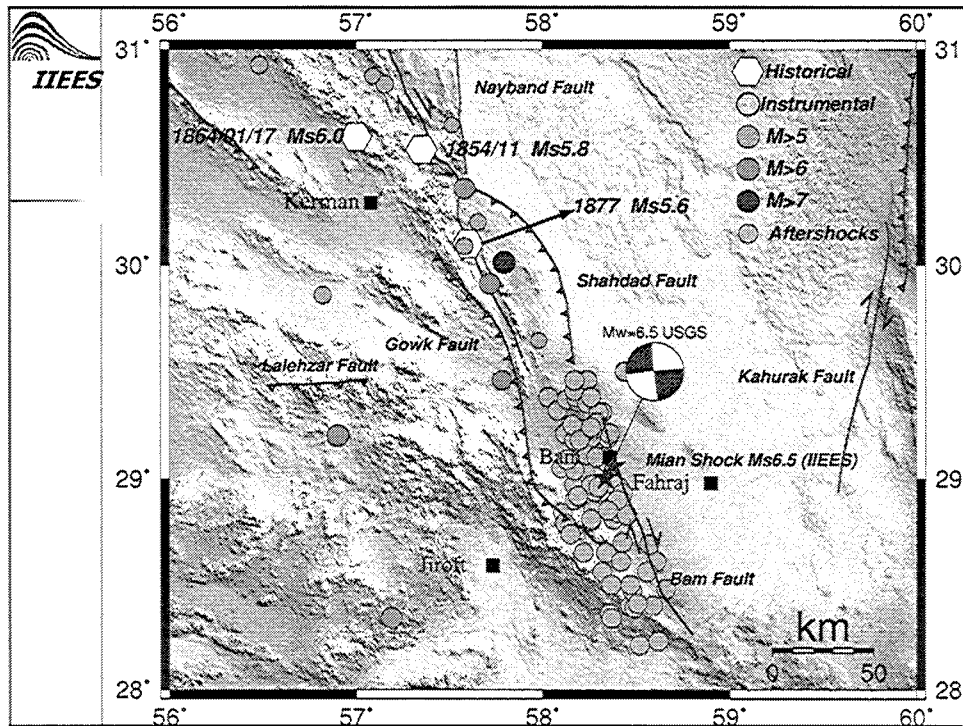 56° 57° 58° 59° 60°
31° 31
IIEES
Nayband Fault
Historical
Instrumental
M>5
M>6
M>7
Aftershocks
1864/01/17 Ms6.0
1854/11 Ms5.8
Kerman
1877 Ms5.6
30° 30
Shahdad Fault
Mw=6.5 USGS
Gowk Fault
Lalehzar Fault
Kahurak Fault
Bam
Mian Shock Ms6.5 (IIEES)
29° 29
Fahraj
Jiroft
Bam Fault
km
0 50
28° 28
56° 57° 58° 59° 60°